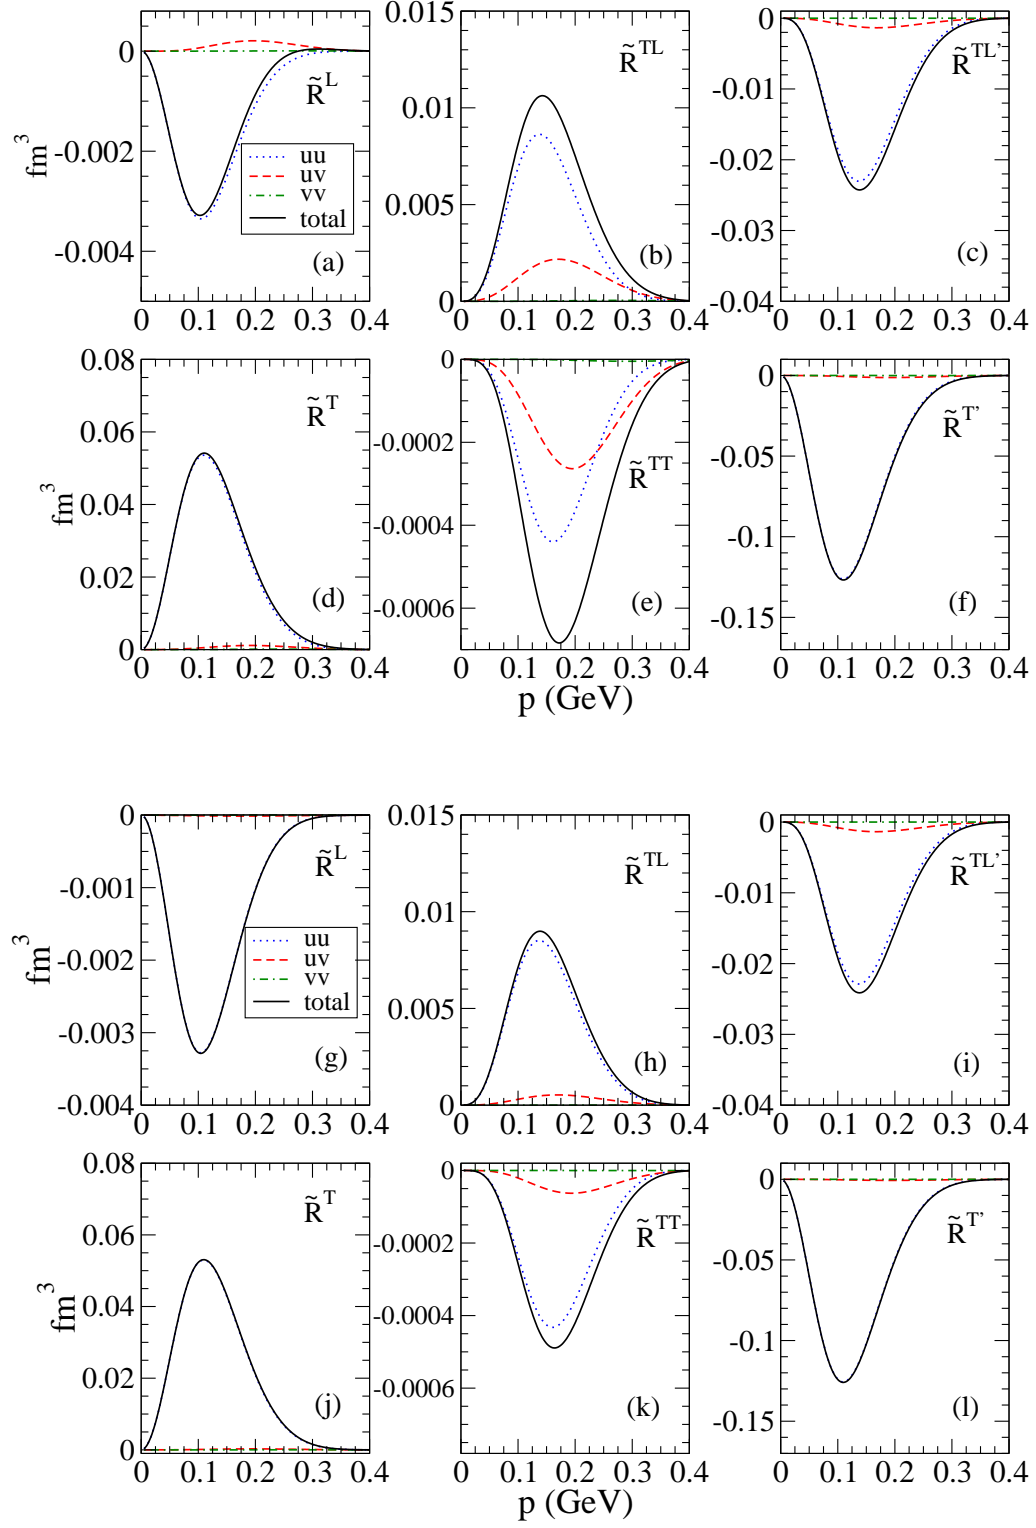 0
-0.002
-0.004
fm³
R̃ᴸ
uu
uv
vv
total
(a)
0 0.1 0.2 0.3 0.4
0.015
0.01
0.005
0
R̃ᵀᴸ
(b)
0 0.1 0.2 0.3 0.4
0
-0.01
-0.02
-0.03
-0.04
R̃ᵀᴸ’
(c)
0 0.1 0.2 0.3 0.4
0.08
0.06
0.04
0.02
0
fm³
R̃ᵀ
(d)
0 0.1 0.2 0.3 0.4
0
-0.0002
-0.0004
-0.0006
R̃ᵀᵀ
(e)
0 0.1 0.2 0.3 0.4
p (GeV)
0
-0.05
-0.1
-0.15
R̃ᵀ’
(f)
0 0.1 0.2 0.3 0.4
0
-0.001
-0.002
-0.003
-0.004
fm³
R̃ᴸ
uu
uv
vv
total
(g)
0 0.1 0.2 0.3 0.4
0.015
0.01
0.005
0
R̃ᵀᴸ
(h)
0 0.1 0.2 0.3 0.4
0
-0.01
-0.02
-0.03
-0.04
R̃ᵀᴸ’
(i)
0 0.1 0.2 0.3 0.4
0.08
0.06
0.04
0.02
0
fm³
R̃ᵀ
(j)
0 0.1 0.2 0.3 0.4
0
-0.0002
-0.0004
-0.0006
R̃ᵀᵀ
(k)
0 0.1 0.2 0.3 0.4
p (GeV)
0
-0.05
-0.1
-0.15
R̃ᵀ’
(l)
0 0.1 0.2 0.3 0.4